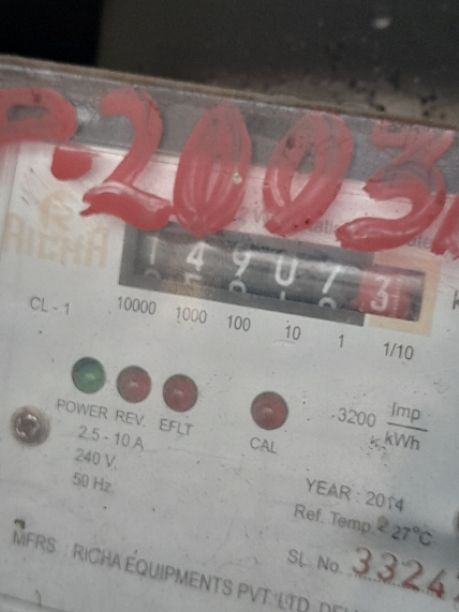 2003
RICHA
1 4 9 0 7 3
CL - 1
10000 1000 100 10 1 1/10
POWER REV. EFLT CAL
3200 Imp/kWh
2.5 - 10 A
240 V.
50 Hz.
YEAR : 2014
Ref. Temp. 27°C
SL. No. 3324
MFRS : RICHA EQUIPMENTS PVT. LTD.